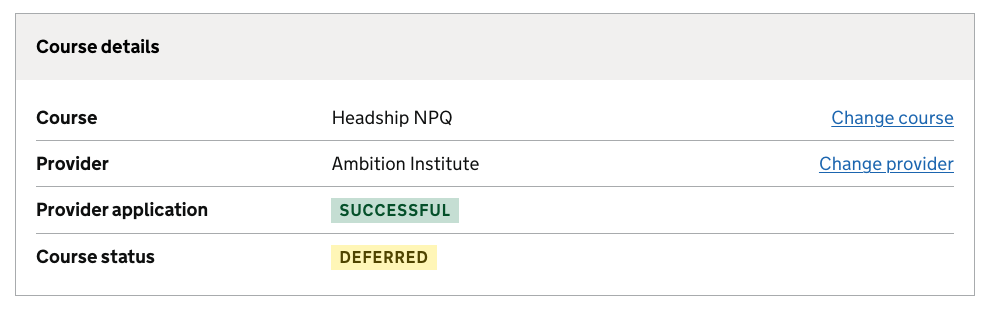 Course details
Course Headship NPQ Change course
Provider Ambition Institute Change provider
Provider application SUCCESSFUL
Course status DEFERRED